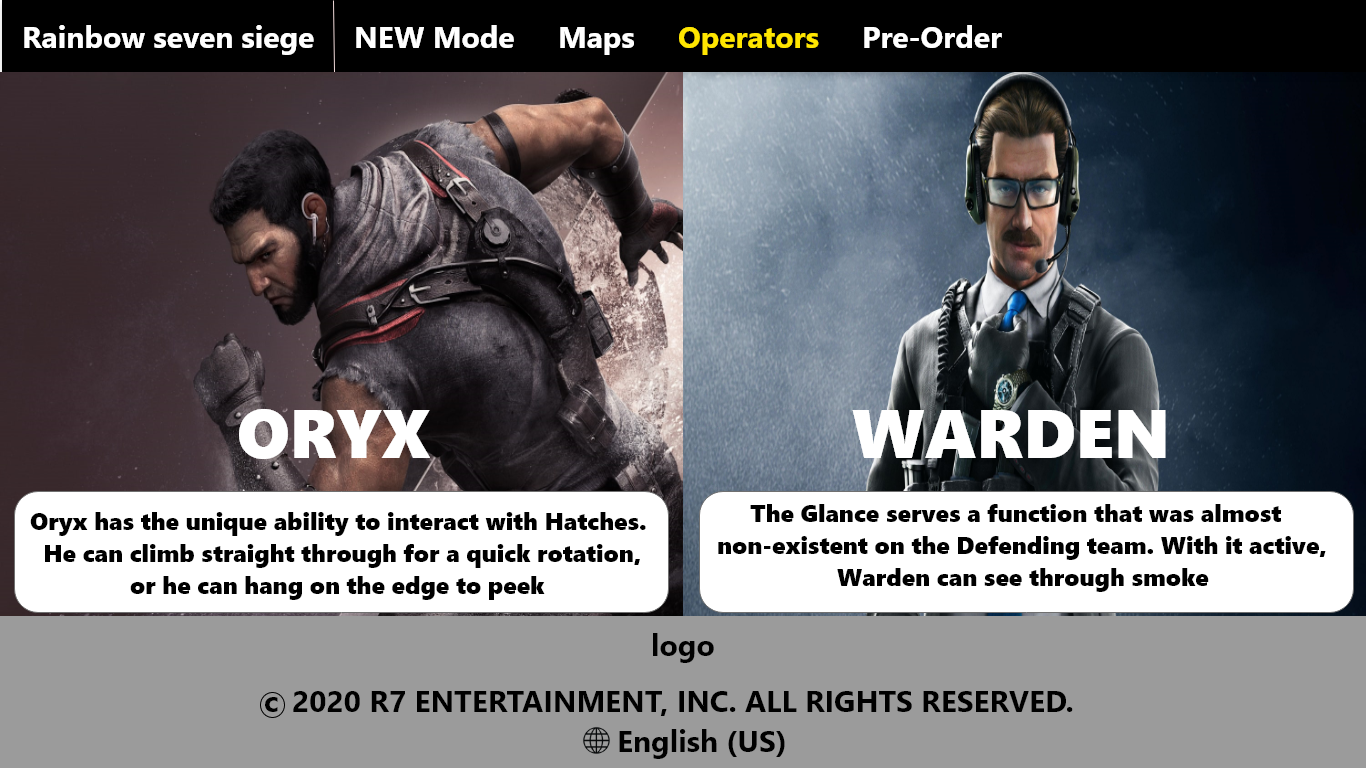 Rainbow seven siege NEW Mode Maps Operators Pre-Order
ORYX
Oryx has the unique ability to interact with Hatches.
He can climb straight through for a quick rotation,
or he can hang on the edge to peek
WARDEN
The Glance serves a function that was almost
non-existent on the Defending team. With it active,
Warden can see through smoke
logo
© 2020 R7 ENTERTAINMENT, INC. ALL RIGHTS RESERVED.
English (US)